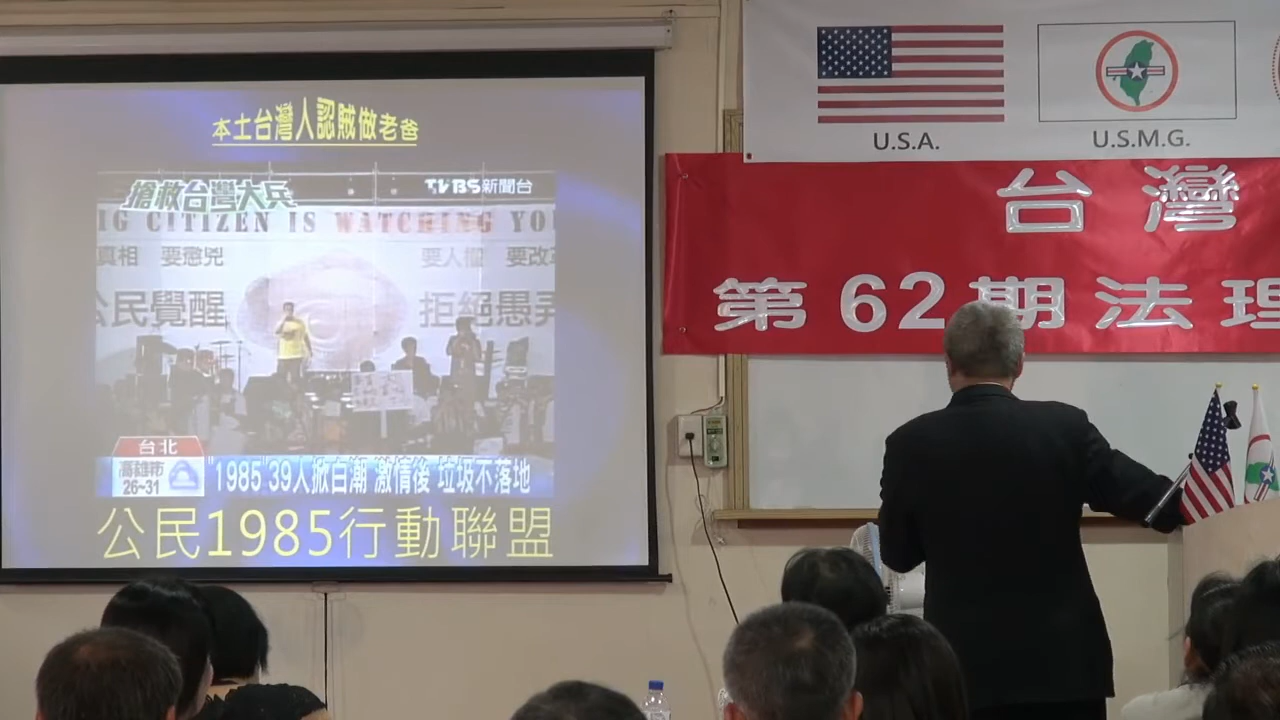 本土台灣人認賊做老爸
搶救台灣大兵
TVBS新聞台
IG CITIZEN IS WATCHING YO
真相 要懲兇
要人權 要改
公民覺醒
拒絕愚弄
台北
高雄市
26~31
"1985"39人掀白潮 激情後 垃圾不落地
公民1985行動聯盟
U.S.A.
U.S.M.G.
台灣
第62期法理